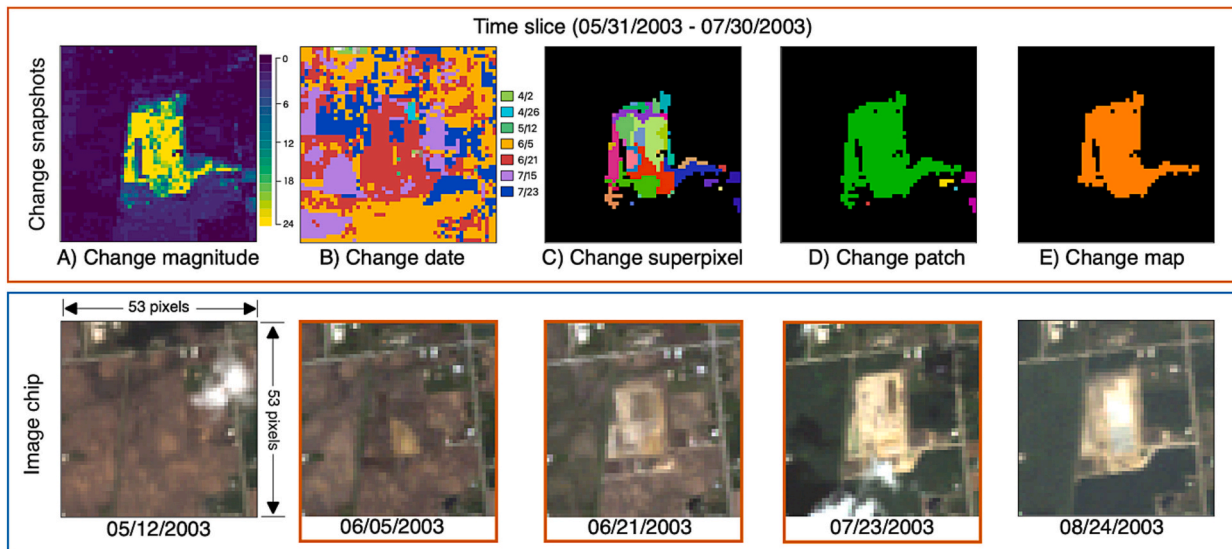 Time slice (05/31/2003 - 07/30/2003)
Change snapshots
0
6
12
18
24
4/2
4/26
5/12
6/5
6/21
7/15
7/23
A) Change magnitude
B) Change date
C) Change superpixel
D) Change patch
E) Change map
Image chip
53 pixels
53 pixels
05/12/2003
06/05/2003
06/21/2003
07/23/2003
08/24/2003